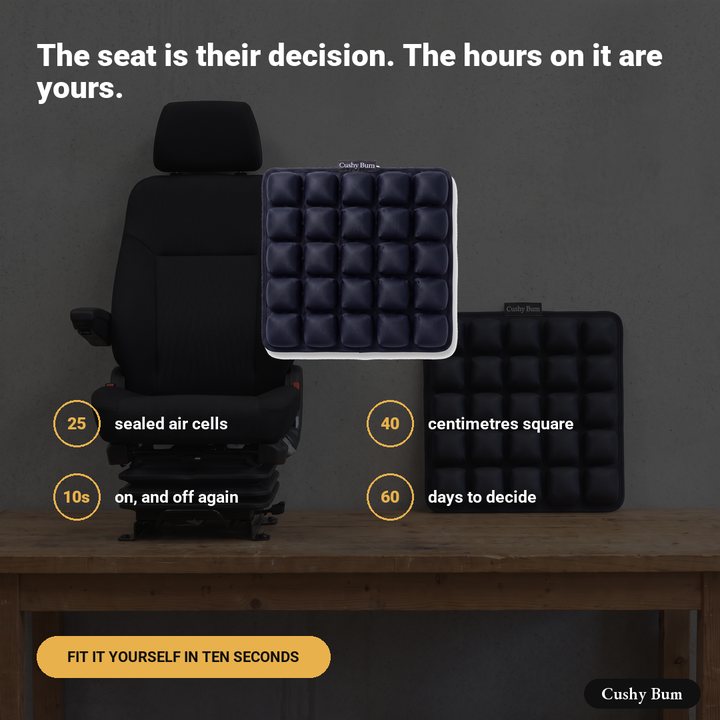 The seat is their decision. The hours on it are
yours.
Cushy Bum
Cushy Bum
25 sealed air cells
40 centimetres square
10s on, and off again
60 days to decide
FIT IT YOURSELF IN TEN SECONDS
Cushy Bum